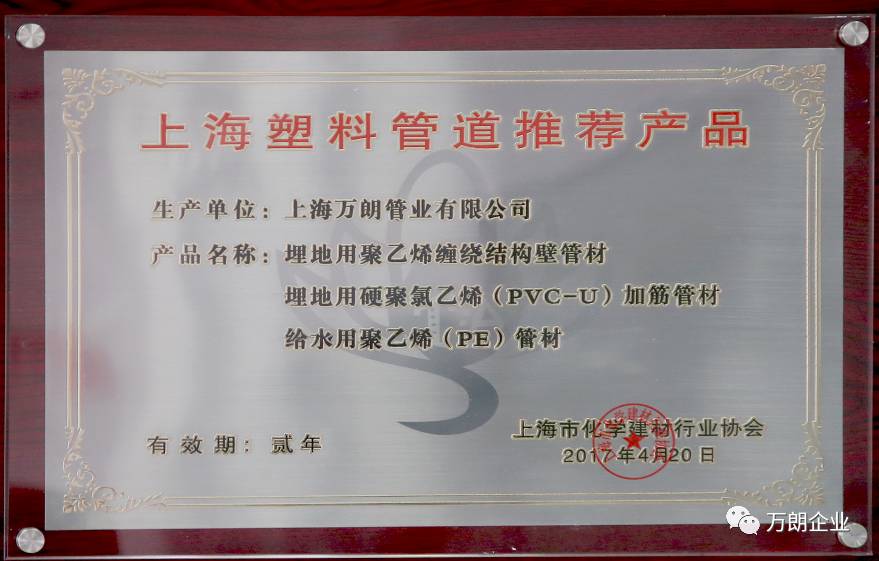 上海塑料管道推荐产品
生产单位：上海万朗管业有限公司
产品名称：埋地用聚乙烯缠绕结构壁管材
埋地用硬聚氯乙烯（PVC-U）加筋管材
给水用聚乙烯（PE）管材
有效期：贰年
上海市化学建材行业协会
2017年4月20日
万朗企业